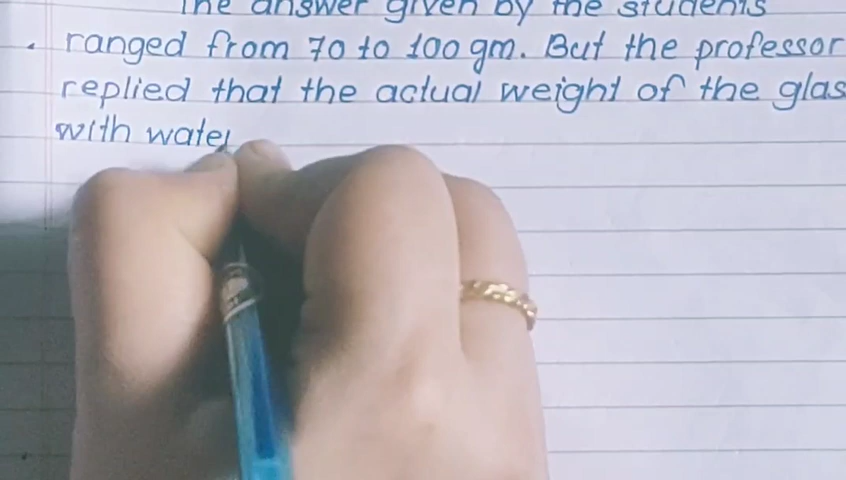 The answer given by the students
ranged from 70 to 100 gm. But the professor
replied that the actual weight of the glas
with wate